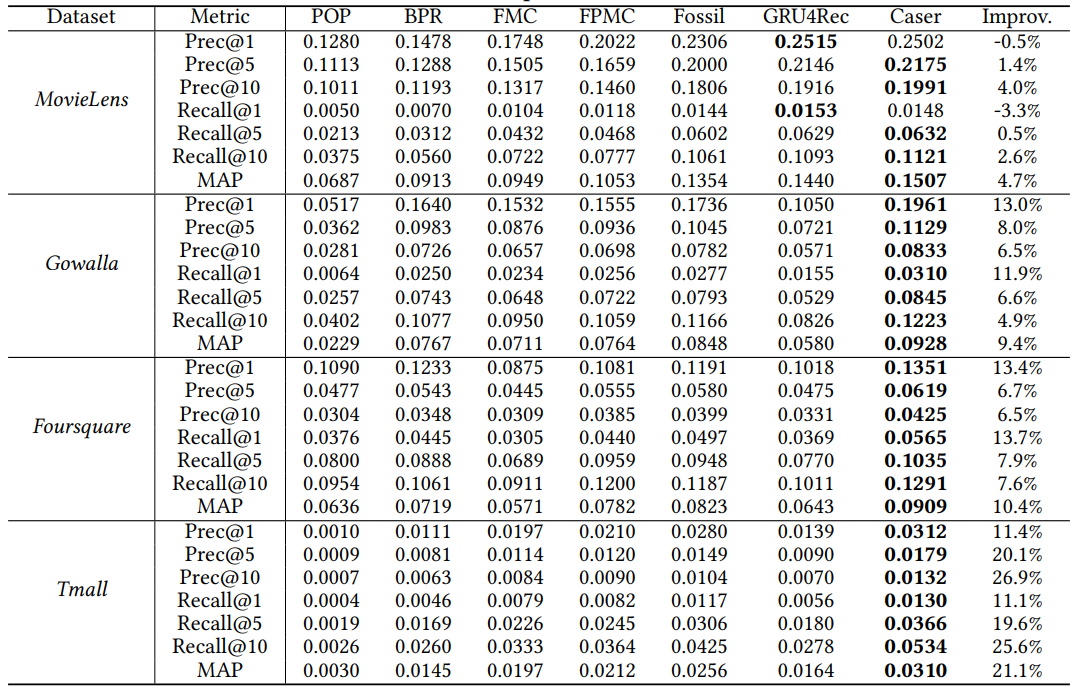 Dataset Metric POP BPR FMC FPMC Fossil GRU4Rec Caser Improv.
MovieLens
Prec@1 0.1280 0.1478 0.1748 0.2022 0.2306 0.2515 0.2502 -0.5%
Prec@5 0.1113 0.1288 0.1505 0.1659 0.2000 0.2146 0.2175 1.4%
Prec@10 0.1011 0.1193 0.1317 0.1460 0.1806 0.1916 0.1991 4.0%
Recall@1 0.0050 0.0070 0.0104 0.0118 0.0144 0.0153 0.0148 -3.3%
Recall@5 0.0213 0.0312 0.0432 0.0468 0.0602 0.0629 0.0632 0.5%
Recall@10 0.0375 0.0560 0.0722 0.0777 0.1061 0.1093 0.1121 2.6%
MAP 0.0687 0.0913 0.0949 0.1053 0.1354 0.1440 0.1507 4.7%
Gowalla
Prec@1 0.0517 0.1640 0.1532 0.1555 0.1736 0.1050 0.1961 13.0%
Prec@5 0.0362 0.0983 0.0876 0.0936 0.1045 0.0721 0.1129 8.0%
Prec@10 0.0281 0.0726 0.0657 0.0698 0.0782 0.0571 0.0833 6.5%
Recall@1 0.0064 0.0250 0.0234 0.0256 0.0277 0.0155 0.0310 11.9%
Recall@5 0.0257 0.0743 0.0648 0.0722 0.0793 0.0529 0.0845 6.6%
Recall@10 0.0402 0.1077 0.0950 0.1059 0.1166 0.0826 0.1223 4.9%
MAP 0.0229 0.0767 0.0711 0.0764 0.0848 0.0580 0.0928 9.4%
Foursquare
Prec@1 0.1090 0.1233 0.0875 0.1081 0.1191 0.1018 0.1351 13.4%
Prec@5 0.0477 0.0543 0.0445 0.0555 0.0580 0.0475 0.0619 6.7%
Prec@10 0.0304 0.0348 0.0309 0.0385 0.0399 0.0331 0.0425 6.5%
Recall@1 0.0376 0.0445 0.0305 0.0440 0.0497 0.0369 0.0565 13.7%
Recall@5 0.0800 0.0888 0.0689 0.0959 0.0948 0.0770 0.1035 7.9%
Recall@10 0.0954 0.1061 0.0911 0.1200 0.1187 0.1011 0.1291 7.6%
MAP 0.0636 0.0719 0.0571 0.0782 0.0823 0.0643 0.0909 10.4%
Tmall
Prec@1 0.0010 0.0111 0.0197 0.0210 0.0280 0.0139 0.0312 11.4%
Prec@5 0.0009 0.0081 0.0114 0.0120 0.0149 0.0090 0.0179 20.1%
Prec@10 0.0007 0.0063 0.0084 0.0090 0.0104 0.0070 0.0132 26.9%
Recall@1 0.0004 0.0046 0.0079 0.0082 0.0117 0.0056 0.0130 11.1%
Recall@5 0.0019 0.0169 0.0226 0.0245 0.0306 0.0180 0.0366 19.6%
Recall@10 0.0026 0.0260 0.0333 0.0364 0.0425 0.0278 0.0534 25.6%
MAP 0.0030 0.0145 0.0197 0.0212 0.0256 0.0164 0.0310 21.1%